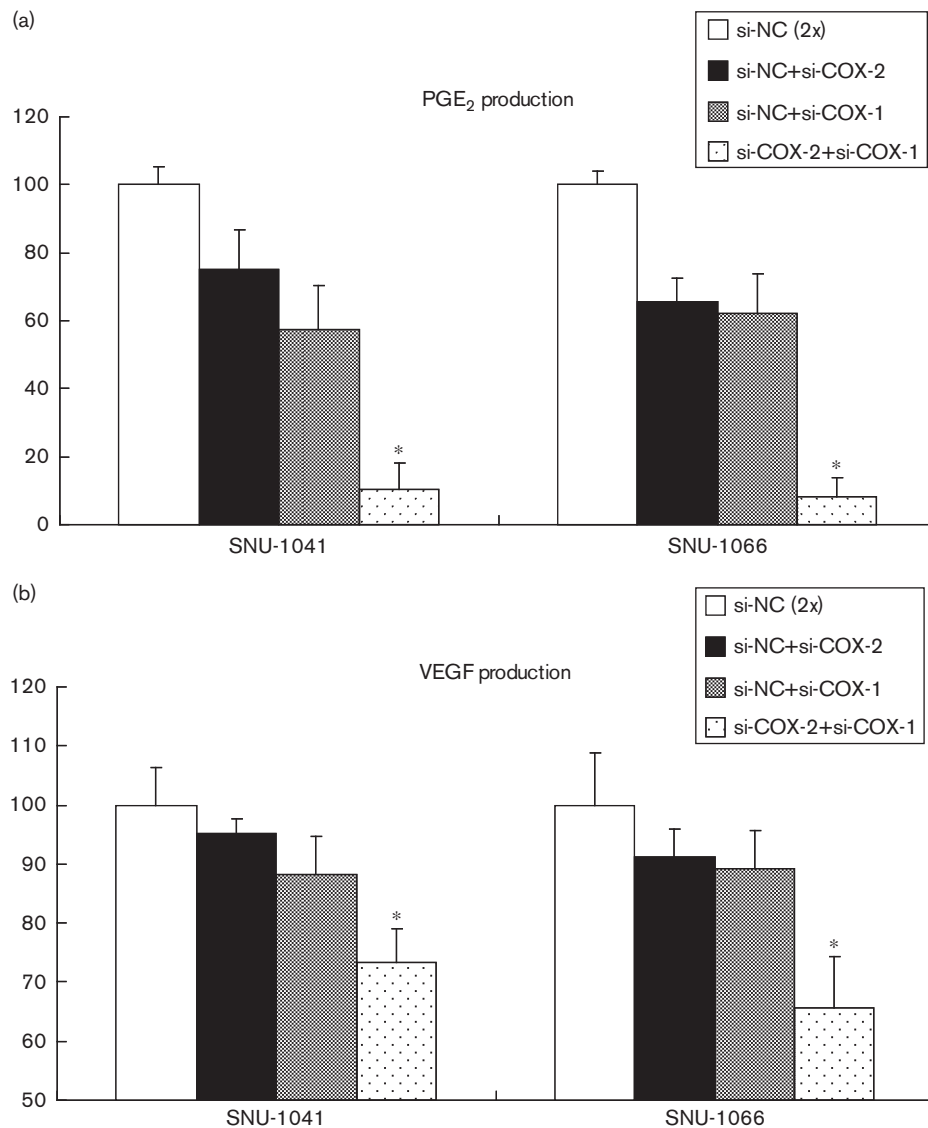 (a)
si-NC (2x)
si-NC+si-COX-2
si-NC+si-COX-1
si-COX-2+si-COX-1
PGE₂ production
120
100
80
60
40
20
0
*
*
SNU-1041
SNU-1066
(b)
si-NC (2x)
si-NC+si-COX-2
si-NC+si-COX-1
si-COX-2+si-COX-1
VEGF production
120
110
100
90
80
70
60
50
*
*
SNU-1041
SNU-1066